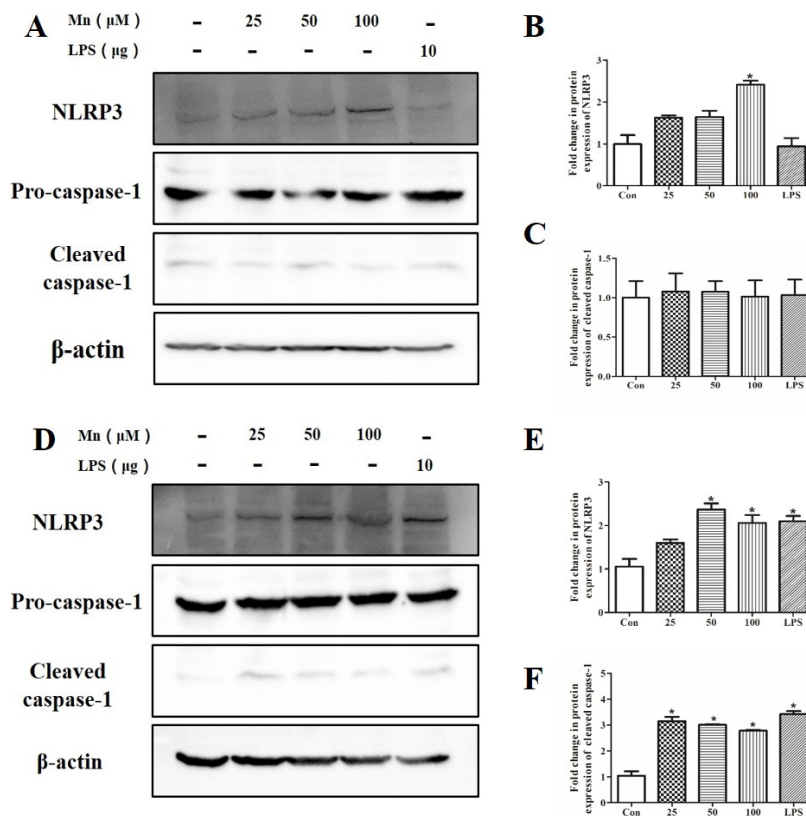 A
Mn ( μM ) - 25 50 100 -
LPS ( μg ) - - - - 10
NLRP3
Pro-caspase-1
Cleaved
caspase-1
β-actin
B
Fold change in protein
expression of NLRP3
3
2
1
0
*
Con 25 50 100 LPS
C
Fold change in protein
expression of cleaved caspase-1
1.5
1.0
0.5
0.0
Con 25 50 100 LPS
D
Mn ( μM ) - 25 50 100 -
LPS ( μg ) - - - - 10
NLRP3
Pro-caspase-1
Cleaved
caspase-1
β-actin
E
Fold change in protein
expression of NLRP3
3
2
1
0
* * *
Con 25 50 100 LPS
F
Fold change in protein
expression of cleaved caspase-1
5
4
3
2
1
0
* * * *
Con 25 50 100 LPS